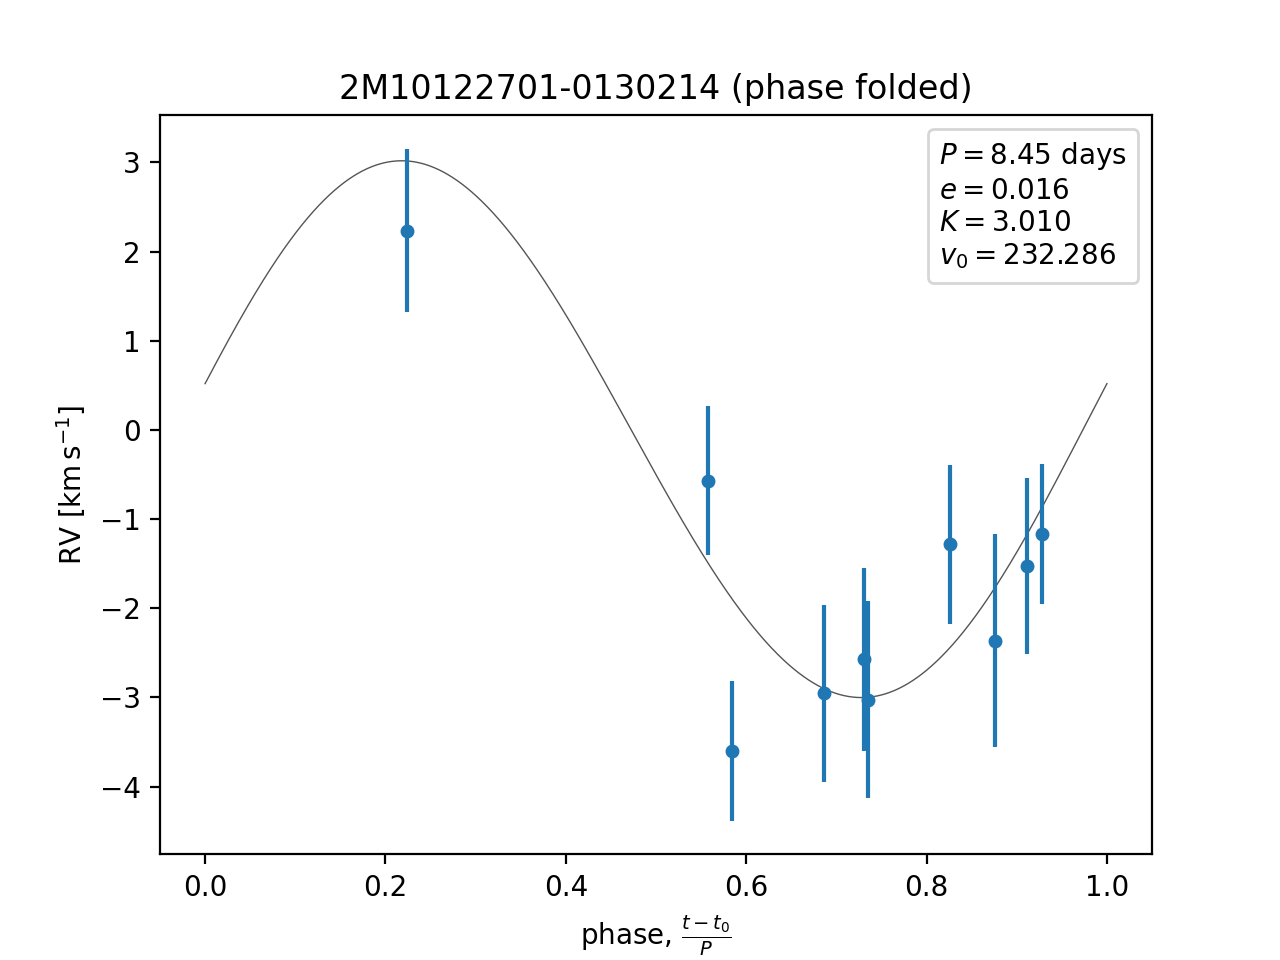 2M10122701-0130214 (phase folded)
P = 8.45 days
e = 0.016
K = 3.010
v₀ = 232.286
3
2
1
0
−1
−2
−3
−4
RV [km s⁻¹]
0.0 0.2 0.4 0.6 0.8 1.0
phase, (t − t₀)/P